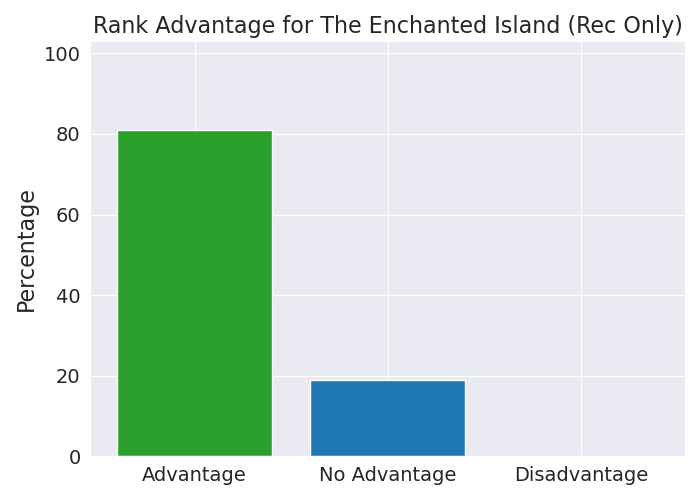 Rank Advantage for The Enchanted Island (Rec Only)
Percentage
100
80
60
40
20
0
Advantage
No Advantage
Disadvantage